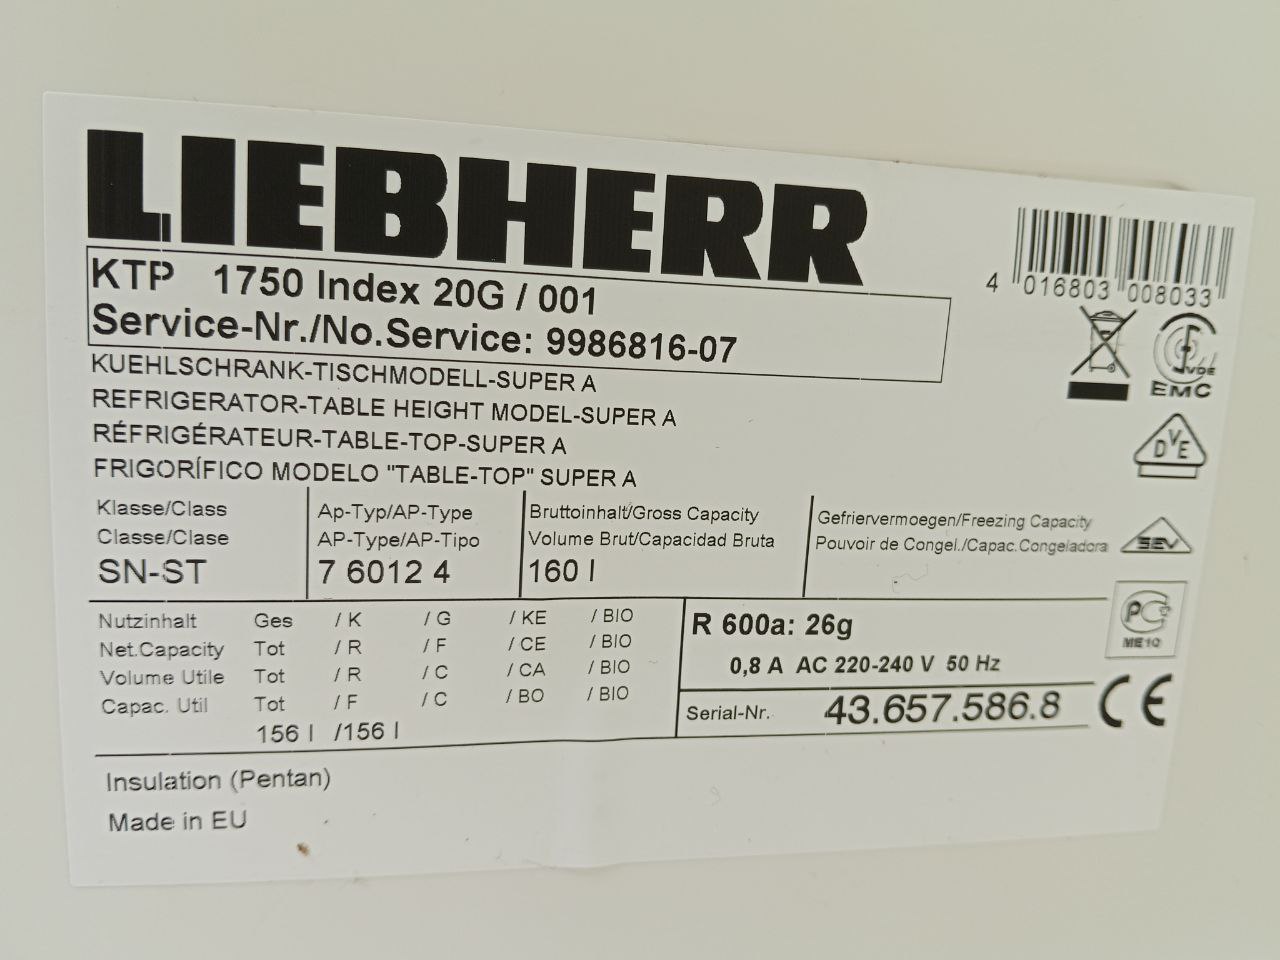 LIEBHERR
KTP 1750 Index 20G / 001
Service-Nr./No.Service: 9986816-07
4 016803 008033
KUEHLSCHRANK-TISCHMODELL-SUPER A
REFRIGERATOR-TABLE HEIGHT MODEL-SUPER A
RÉFRIGÉRATEUR-TABLE-TOP-SUPER A
FRIGORÍFICO MODELO "TABLE-TOP" SUPER A
VDE
EMC
DVE
SEV
PC
ME10
CE
Klasse/Class
Classe/Clase
SN-ST
Ap-Typ/AP-Type
AP-Type/AP-Tipo
7 6012 4
Bruttoinhalt/Gross Capacity
Volume Brut/Capacidad Bruta
160 l
Gefriervermoegen/Freezing Capacity
Pouvoir de Congel./Capac.Congeladora
Nutzinhalt Ges / K / G / KE / BIO
Net.Capacity Tot / R / F / CE / BIO
Volume Utile Tot / R / C / CA / BIO
Capac. Util Tot / F / C / BO / BIO
156 l /156 l
R 600a: 26g
0,8 A AC 220-240 V 50 Hz
Serial-Nr. 43.657.586.8
Insulation (Pentan)
Made in EU